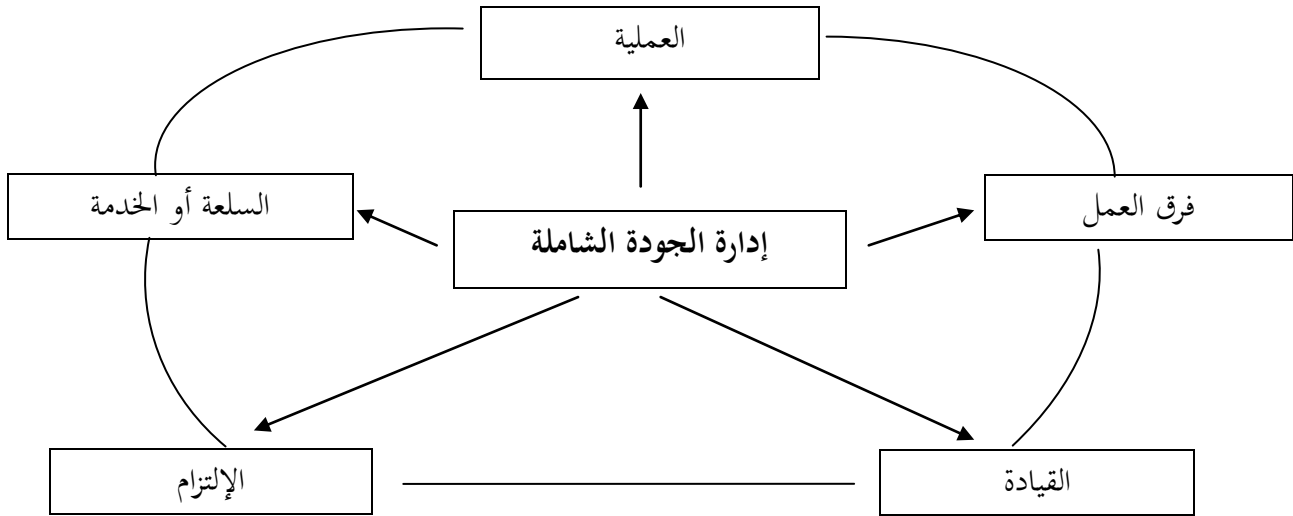 العملية
فرق العمل
السلعة أو الخدمة
إدارة الجودة الشاملة
القيادة
الإلتزام